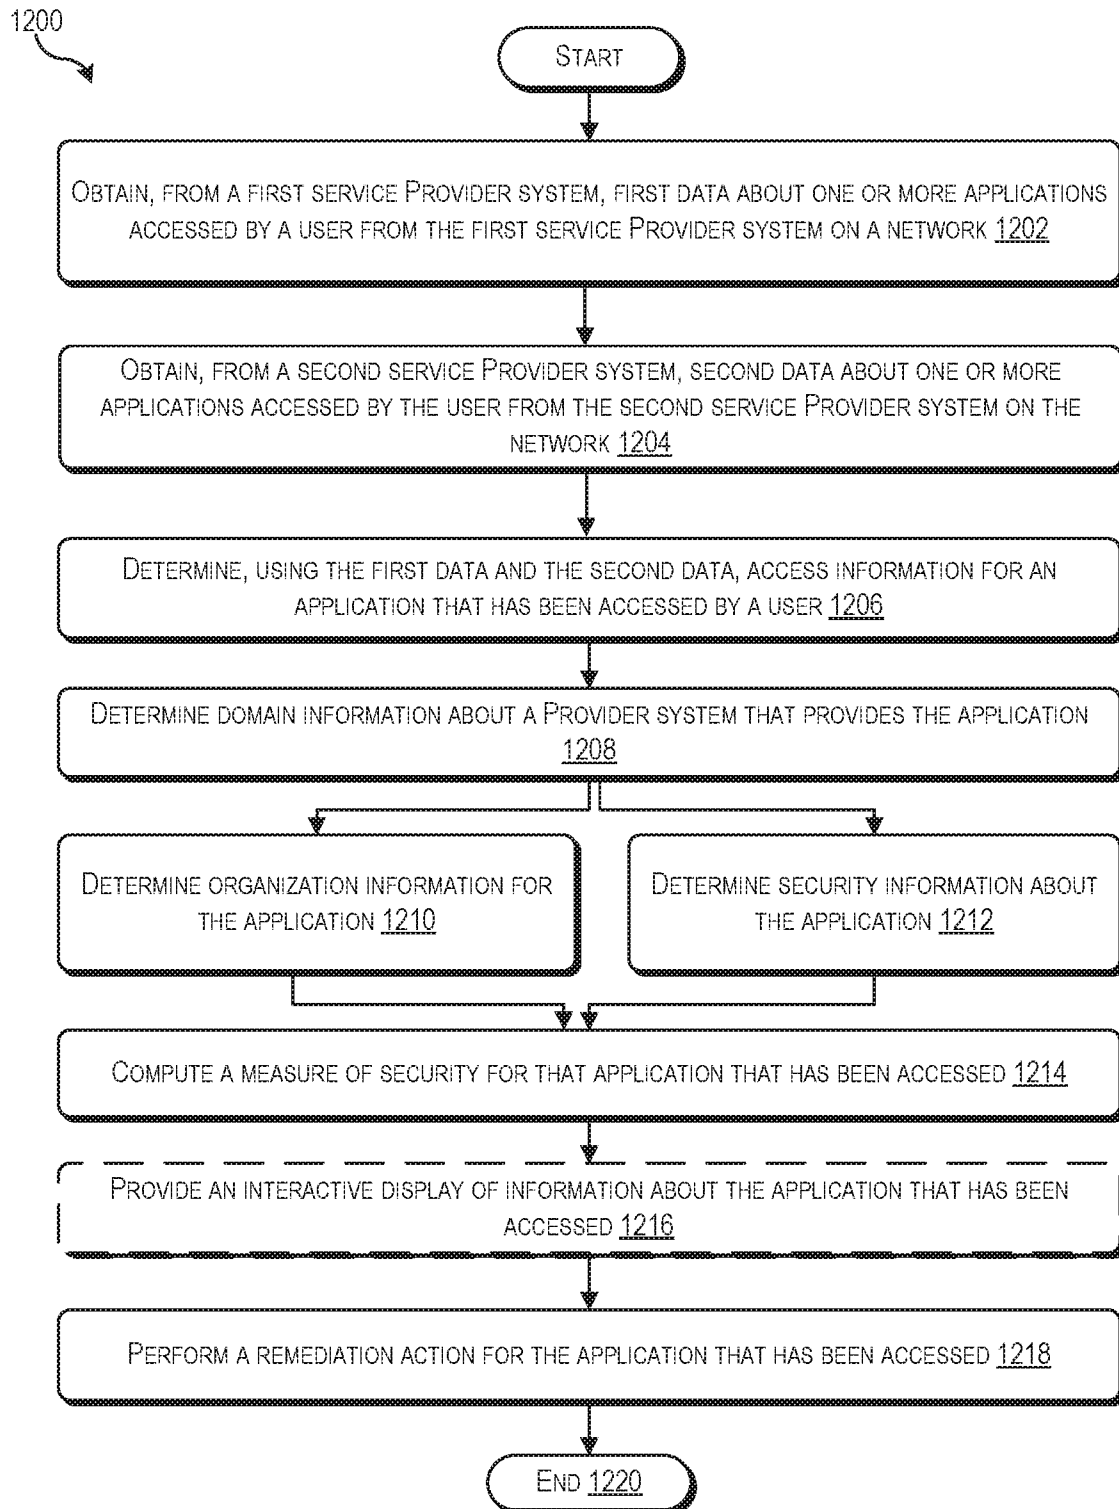 1200
START
OBTAIN, FROM A FIRST SERVICE PROVIDER SYSTEM, FIRST DATA ABOUT ONE OR MORE APPLICATIONS
ACCESSED BY A USER FROM THE FIRST SERVICE PROVIDER SYSTEM ON A NETWORK 1202
OBTAIN, FROM A SECOND SERVICE PROVIDER SYSTEM, SECOND DATA ABOUT ONE OR MORE
APPLICATIONS ACCESSED BY THE USER FROM THE SECOND SERVICE PROVIDER SYSTEM ON THE
NETWORK 1204
DETERMINE, USING THE FIRST DATA AND THE SECOND DATA, ACCESS INFORMATION FOR AN
APPLICATION THAT HAS BEEN ACCESSED BY A USER 1206
DETERMINE DOMAIN INFORMATION ABOUT A PROVIDER SYSTEM THAT PROVIDES THE APPLICATION
1208
DETERMINE ORGANIZATION INFORMATION FOR
THE APPLICATION 1210
DETERMINE SECURITY INFORMATION ABOUT
THE APPLICATION 1212
COMPUTE A MEASURE OF SECURITY FOR THAT APPLICATION THAT HAS BEEN ACCESSED 1214
PROVIDE AN INTERACTIVE DISPLAY OF INFORMATION ABOUT THE APPLICATION THAT HAS BEEN
ACCESSED 1216
PERFORM A REMEDIATION ACTION FOR THE APPLICATION THAT HAS BEEN ACCESSED 1218
END 1220